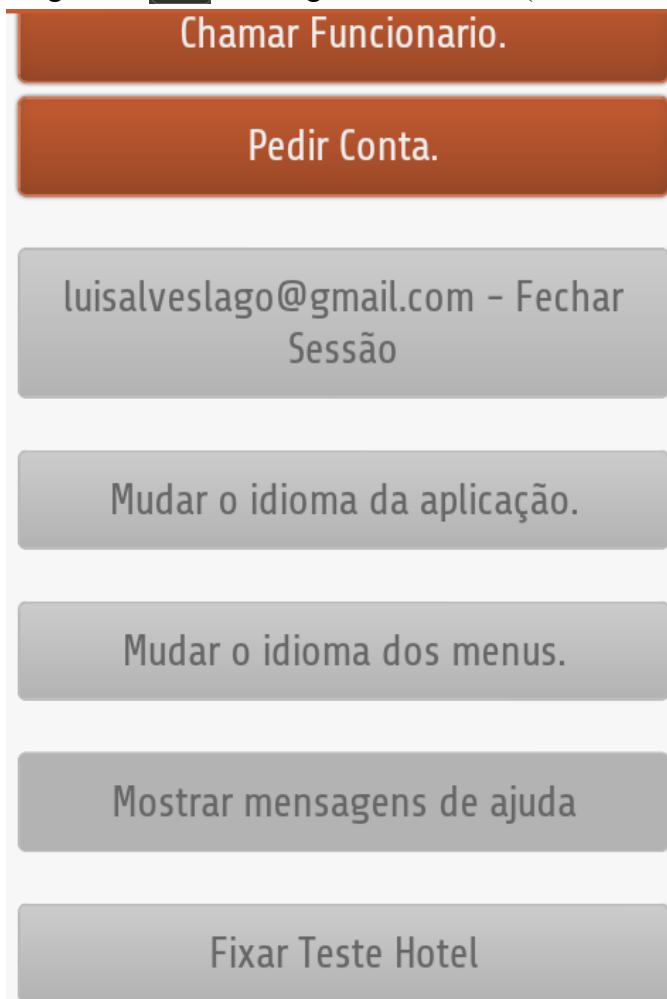 Chamar Funcionario.
Pedir Conta.
luisalveslago@gmail.com - Fechar
Sessão
Mudar o idioma da aplicação.
Mudar o idioma dos menus.
Mostrar mensagens de ajuda
Fixar Teste Hotel